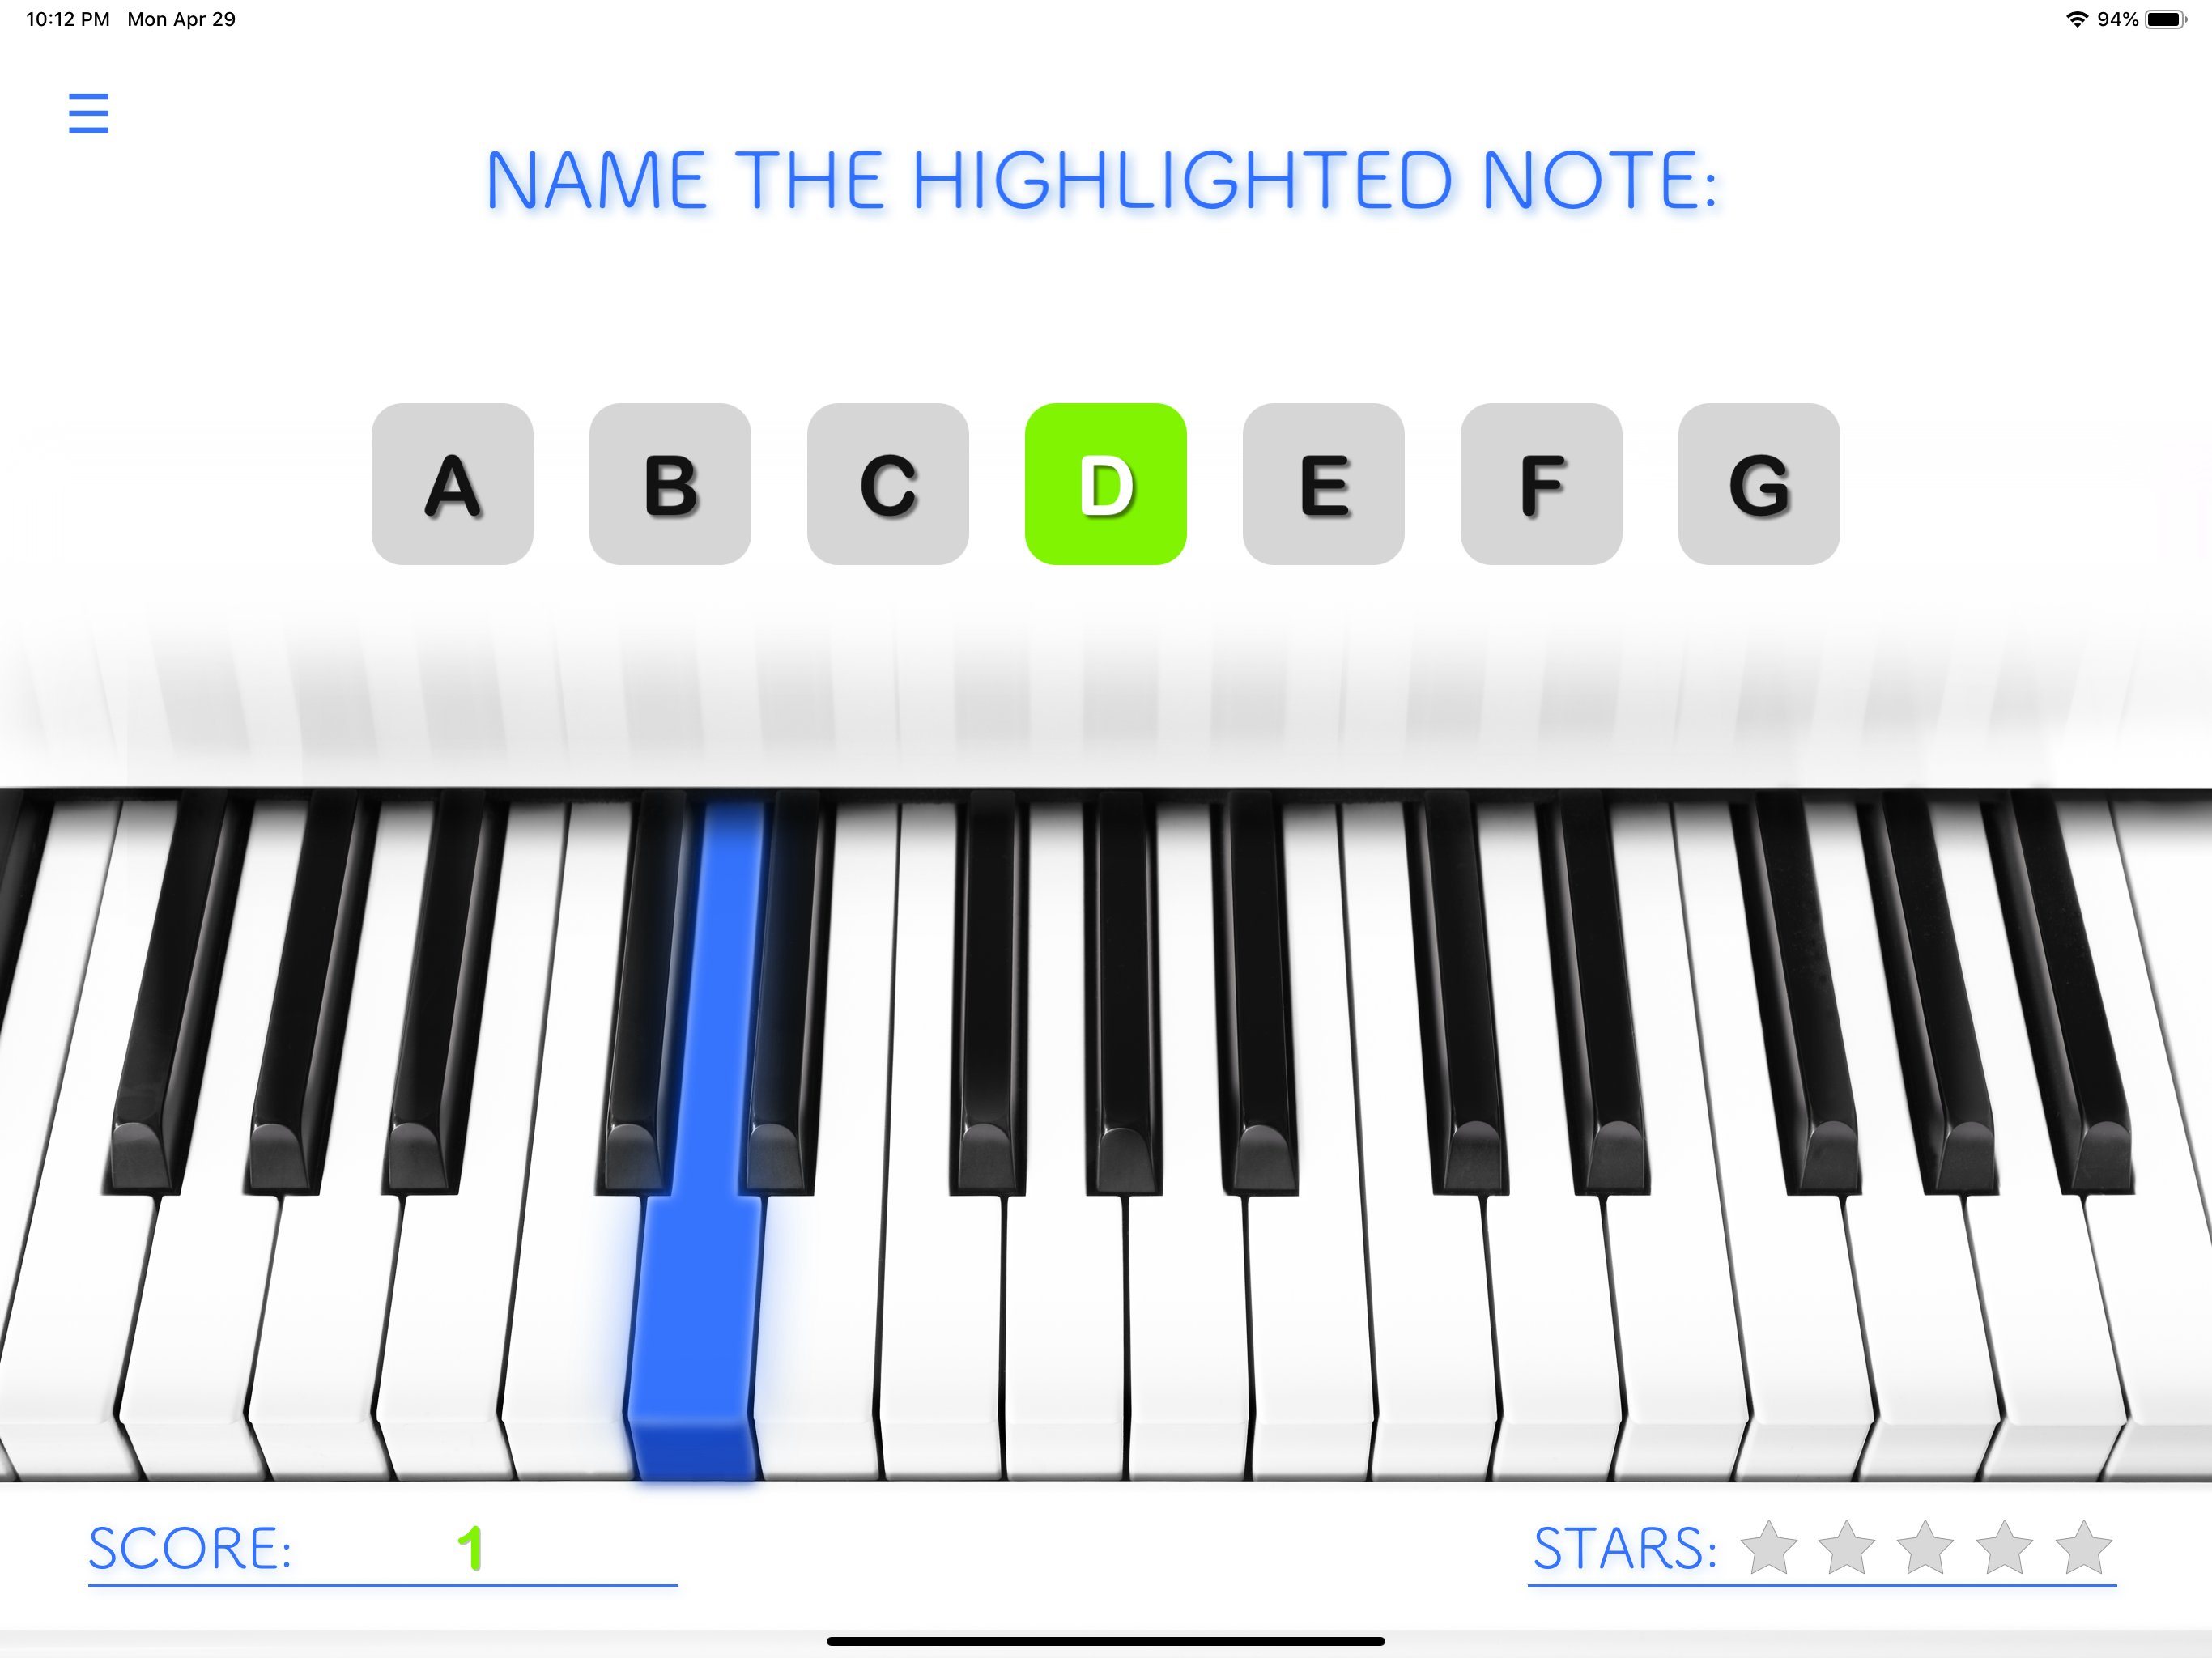 10:12 PM Mon Apr 29 94%
NAME THE HIGHLIGHTED NOTE:
A B C D E F G
SCORE: 1 STARS: